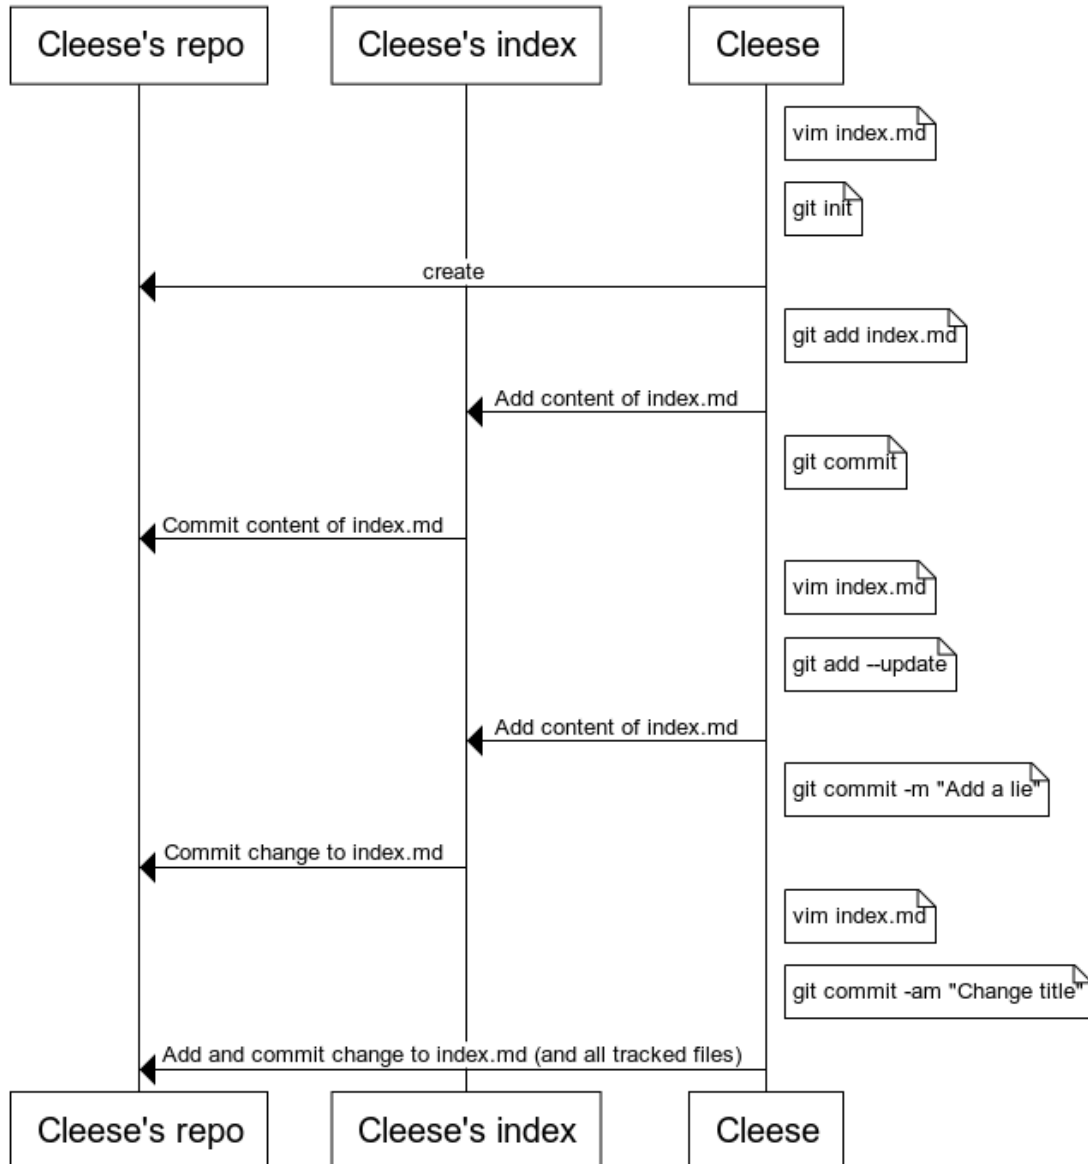 Cleese's repo
Cleese's index
Cleese
vim index.md
git init
create
git add index.md
Add content of index.md
git commit
Commit content of index.md
vim index.md
git add --update
Add content of index.md
git commit -m "Add a lie"
Commit change to index.md
vim index.md
git commit -am "Change title"
Add and commit change to index.md (and all tracked files)
Cleese's repo
Cleese's index
Cleese